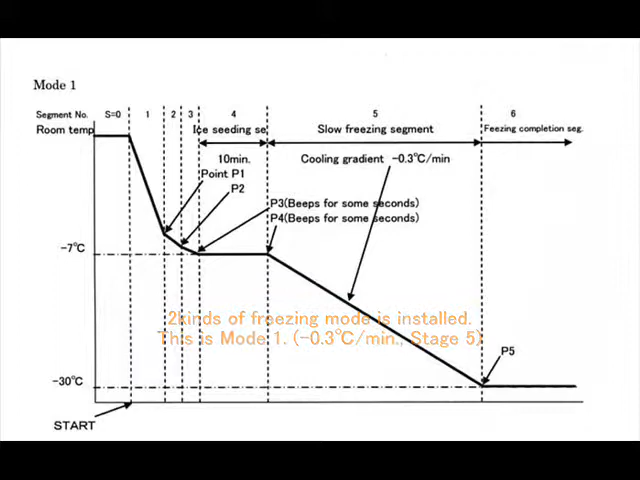 Mode 1
Segment No. S=0 1 2 3 4 5 6
Room temp Ice seeding se Slow freezing segment Feezing completion seg.
10min. Cooling gradient -0.3℃/min
Point P1
P2
P3(Beeps for some seconds)
P4(Beeps for some seconds)
-7℃
2kinds of freezing mode is installed.
This is Mode 1. (-0.3℃/min., Stage 5)
P5
-30℃
START